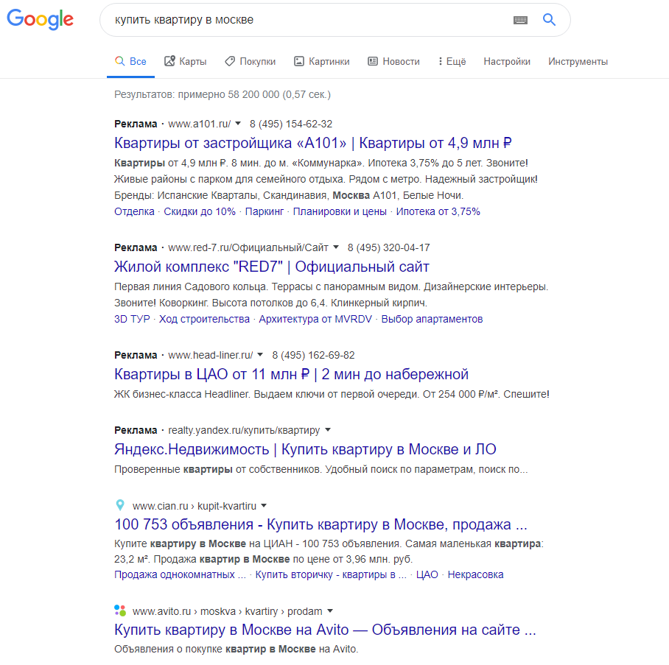 Google
купить квартиру в москве
Все Карты Покупки Картинки Новости Ещё Настройки Инструменты
Результатов: примерно 58 200 000 (0,57 сек.)
Реклама · www.a101.ru/ 8 (495) 154-62-32
Квартиры от застройщика «А101» | Квартиры от 4,9 млн ₽
Квартиры от 4,9 млн ₽. 8 мин. до м. «Коммунарка». Ипотека 3,75% до 5 лет. Звоните!
Живые районы с парком для семейного отдыха. Рядом с метро. Надежный застройщик!
Бренды: Испанские Кварталы, Скандинавия, Москва А101, Белые Ночи.
Отделка · Скидки до 10% · Паркинг · Планировки и цены · Ипотека от 3,75%
Реклама · www.red-7.ru/Официальный/Сайт 8 (495) 320-04-17
Жилой комплекс "RED7" | Официальный сайт
Первая линия Садового кольца. Террасы с панорамным видом. Дизайнерские интерьеры.
Звоните! Коворкинг. Высота потолков до 6,4. Клинкерный кирпич.
3D ТУР · Ход строительства · Архитектура от MVRDV · Выбор апартаментов
Реклама · www.head-liner.ru/ 8 (495) 162-69-82
Квартиры в ЦАО от 11 млн ₽ | 2 мин до набережной
ЖК бизнес-класса Headliner. Выдаем ключи от первой очереди. От 254 000 ₽/м². Спешите!
Реклама · realty.yandex.ru/купить/квартиру
Яндекс.Недвижимость | Купить квартиру в Москве и ЛО
Проверенные квартиры от собственников. Удобный поиск по параметрам, поиск по...
www.cian.ru › kupit-kvartiru
100 753 объявления - Купить квартиру в Москве, продажа ...
Купите квартиру в Москве на ЦИАН - 100 753 объявления. Самая маленькая квартира:
23,2 м². Продажа квартир в Москве по цене от 3,96 млн. руб.
Продажа однокомнатных ... · Купить вторичку - квартиры в ... · ЦАО · Некрасовка
www.avito.ru › moskva › kvartiry › prodam
Купить квартиру в Москве на Avito — Объявления на сайте ...
Объявления о покупке квартир в Москве на Avito.